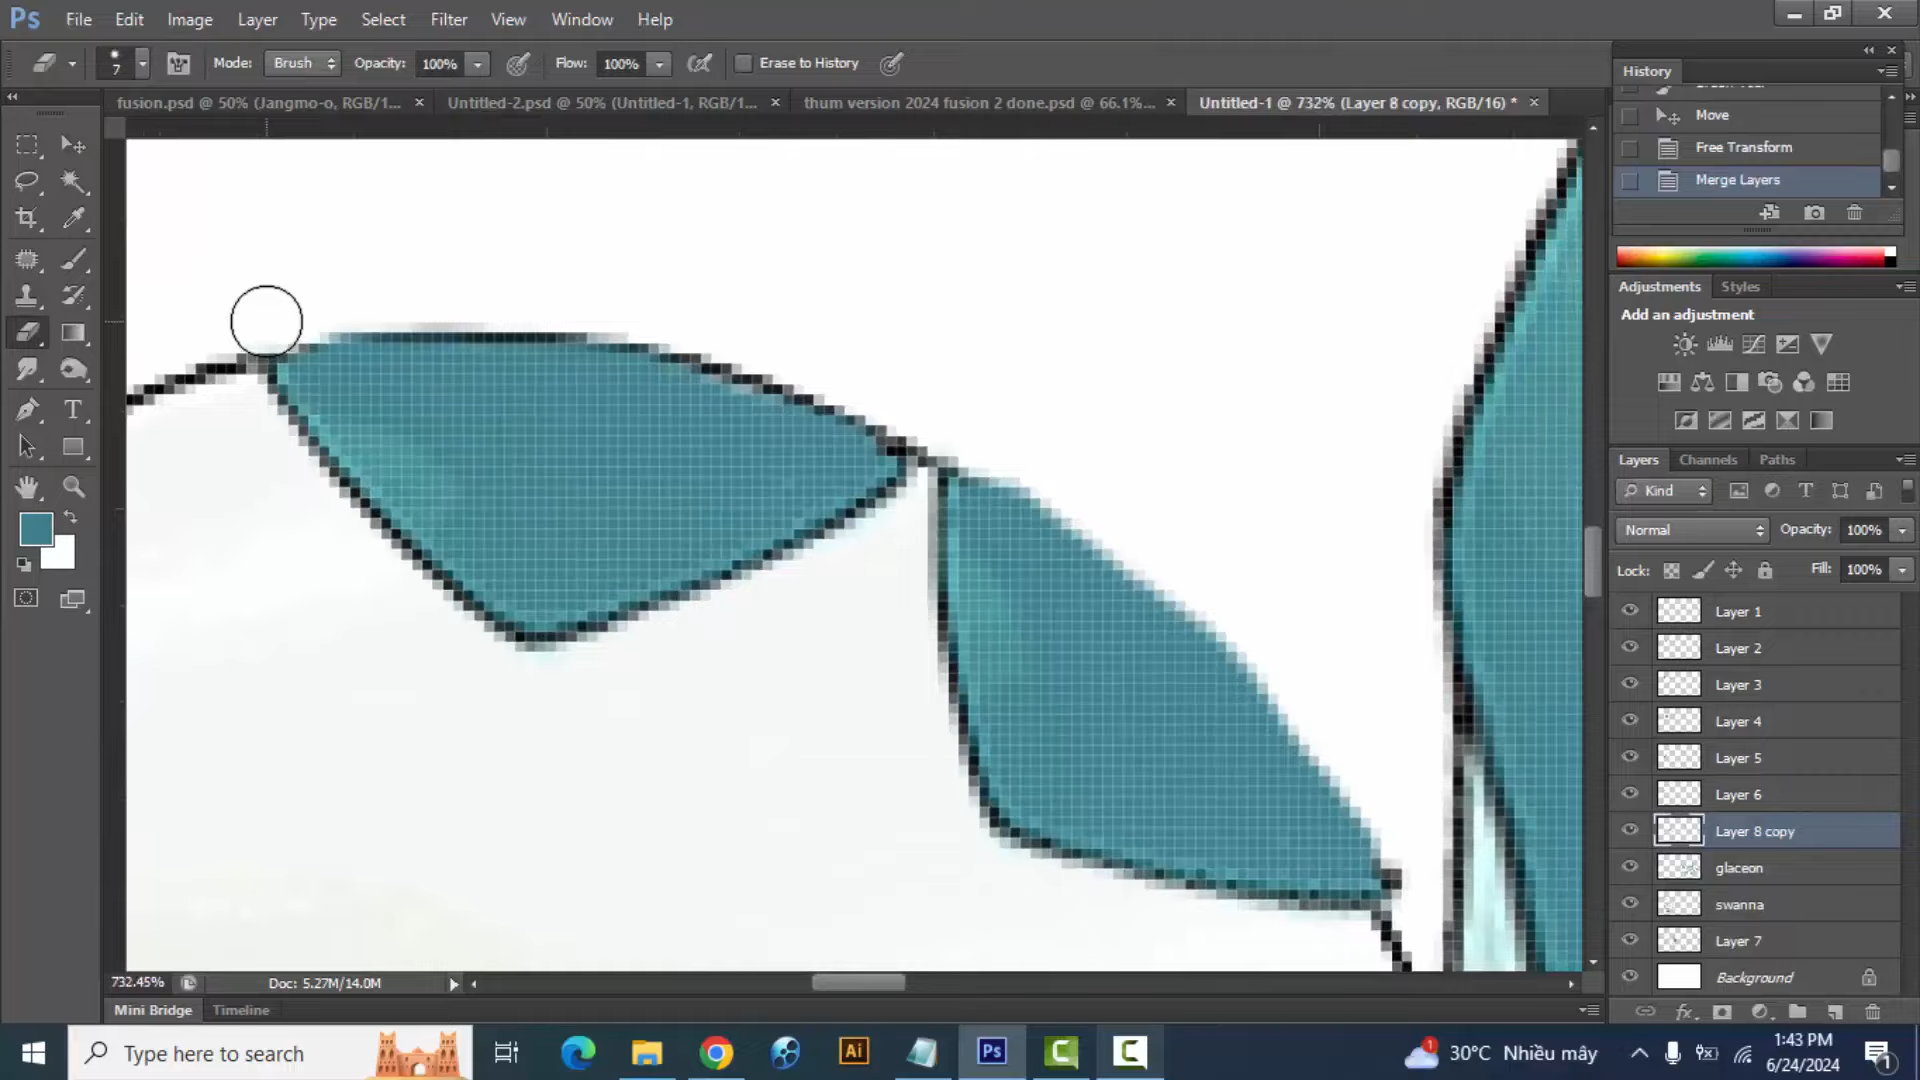 Ps File Edit Image Layer Type Select Filter View Window Help
7 Mode: Brush Opacity: 100% Flow: 100% Erase to History
fusion.psd @ 50% (Jangmo-o, RGB/1... × Untitled-2.psd @ 50% (Untitled-1, RGB/1... × thum version 2024 fusion 2 done.psd @ 66.1%... × Untitled-1 @ 732% (Layer 8 copy, RGB/16) * ×
History
Move
Free Transform
Merge Layers
Adjustments Styles
Add an adjustment
Layers Channels Paths
Kind
Normal Opacity: 100%
Lock: Fill: 100%
Layer 1
Layer 2
Layer 3
Layer 4
Layer 5
Layer 6
Layer 8 copy
glaceon
swanna
Layer 7
Background
T
732.45% Doc: 5.27M/14.0M
Mini Bridge Timeline
Type here to search Ai Ps 1 30°C Nhiều mây 1:43 PM
6/24/2024 1